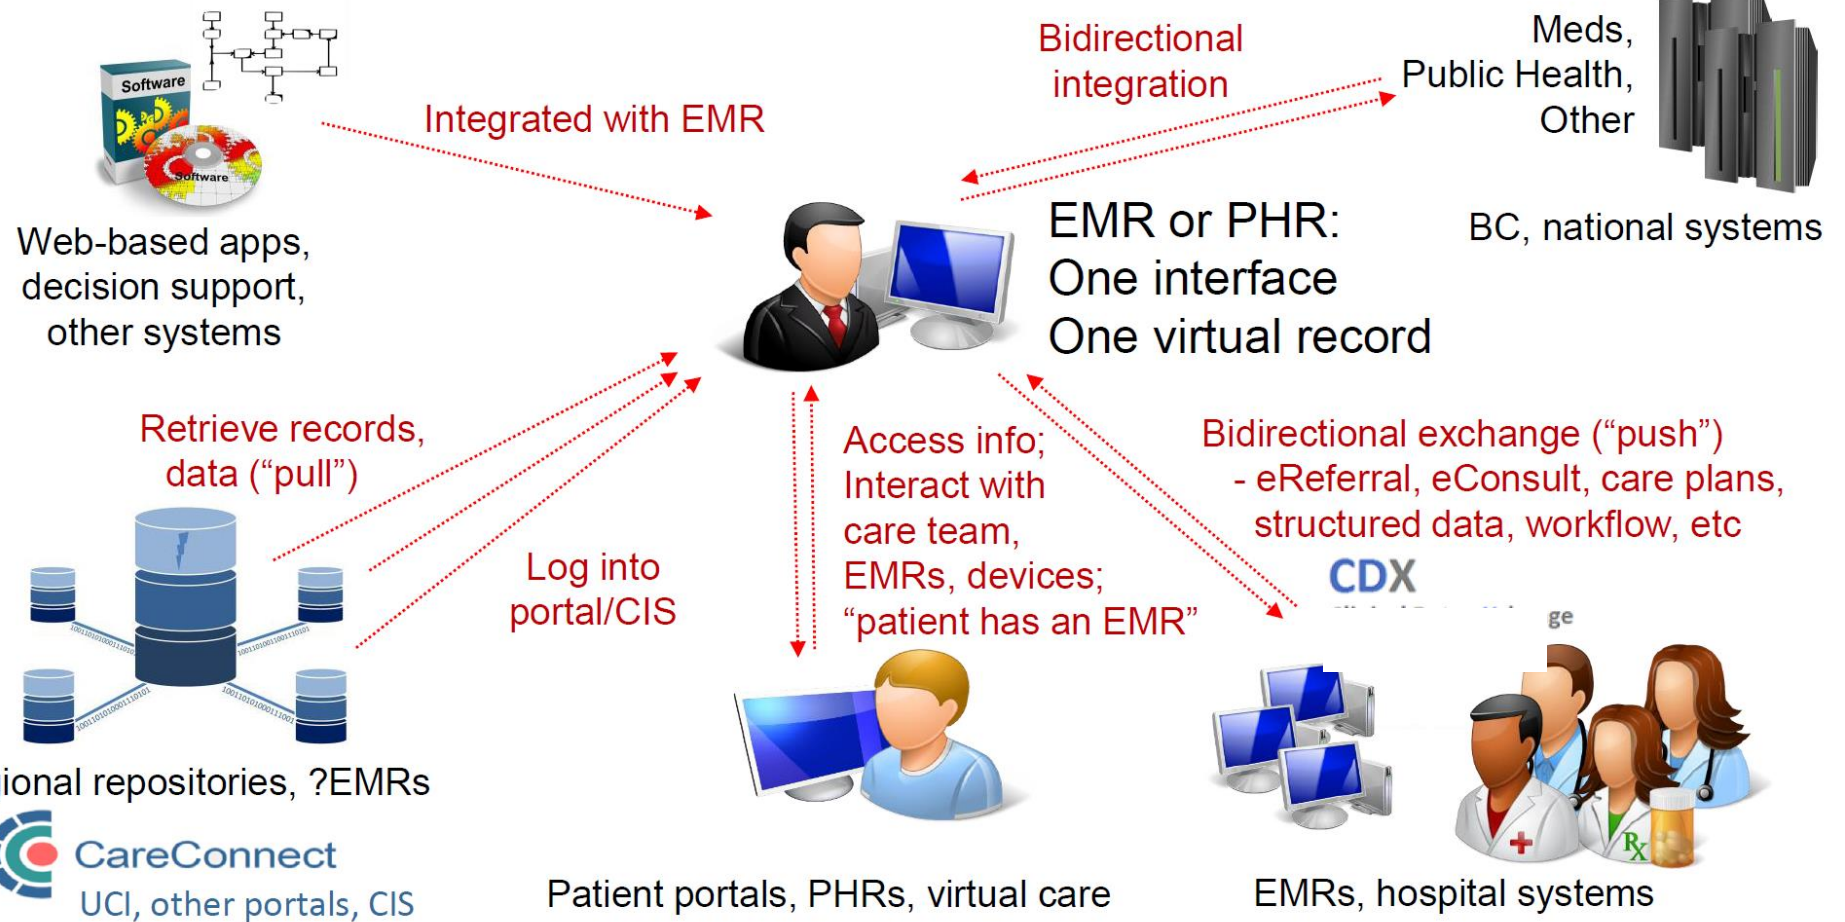 Software
Software
Web-based apps,
decision support,
other systems
Integrated with EMR
Bidirectional
integration
Meds,
Public Health,
Other
BC, national systems
EMR or PHR:
One interface
One virtual record
Retrieve records,
data (“pull”)
Log into
portal/CIS
Access info;
Interact with
care team,
EMRs, devices;
“patient has an EMR”
Bidirectional exchange (“push”)
- eReferral, eConsult, care plans,
structured data, workflow, etc
CDX
ge
repositories, ?EMRs
CareConnect
UCI, other portals, CIS
Patient portals, PHRs, virtual care
Rx
EMRs, hospital systems